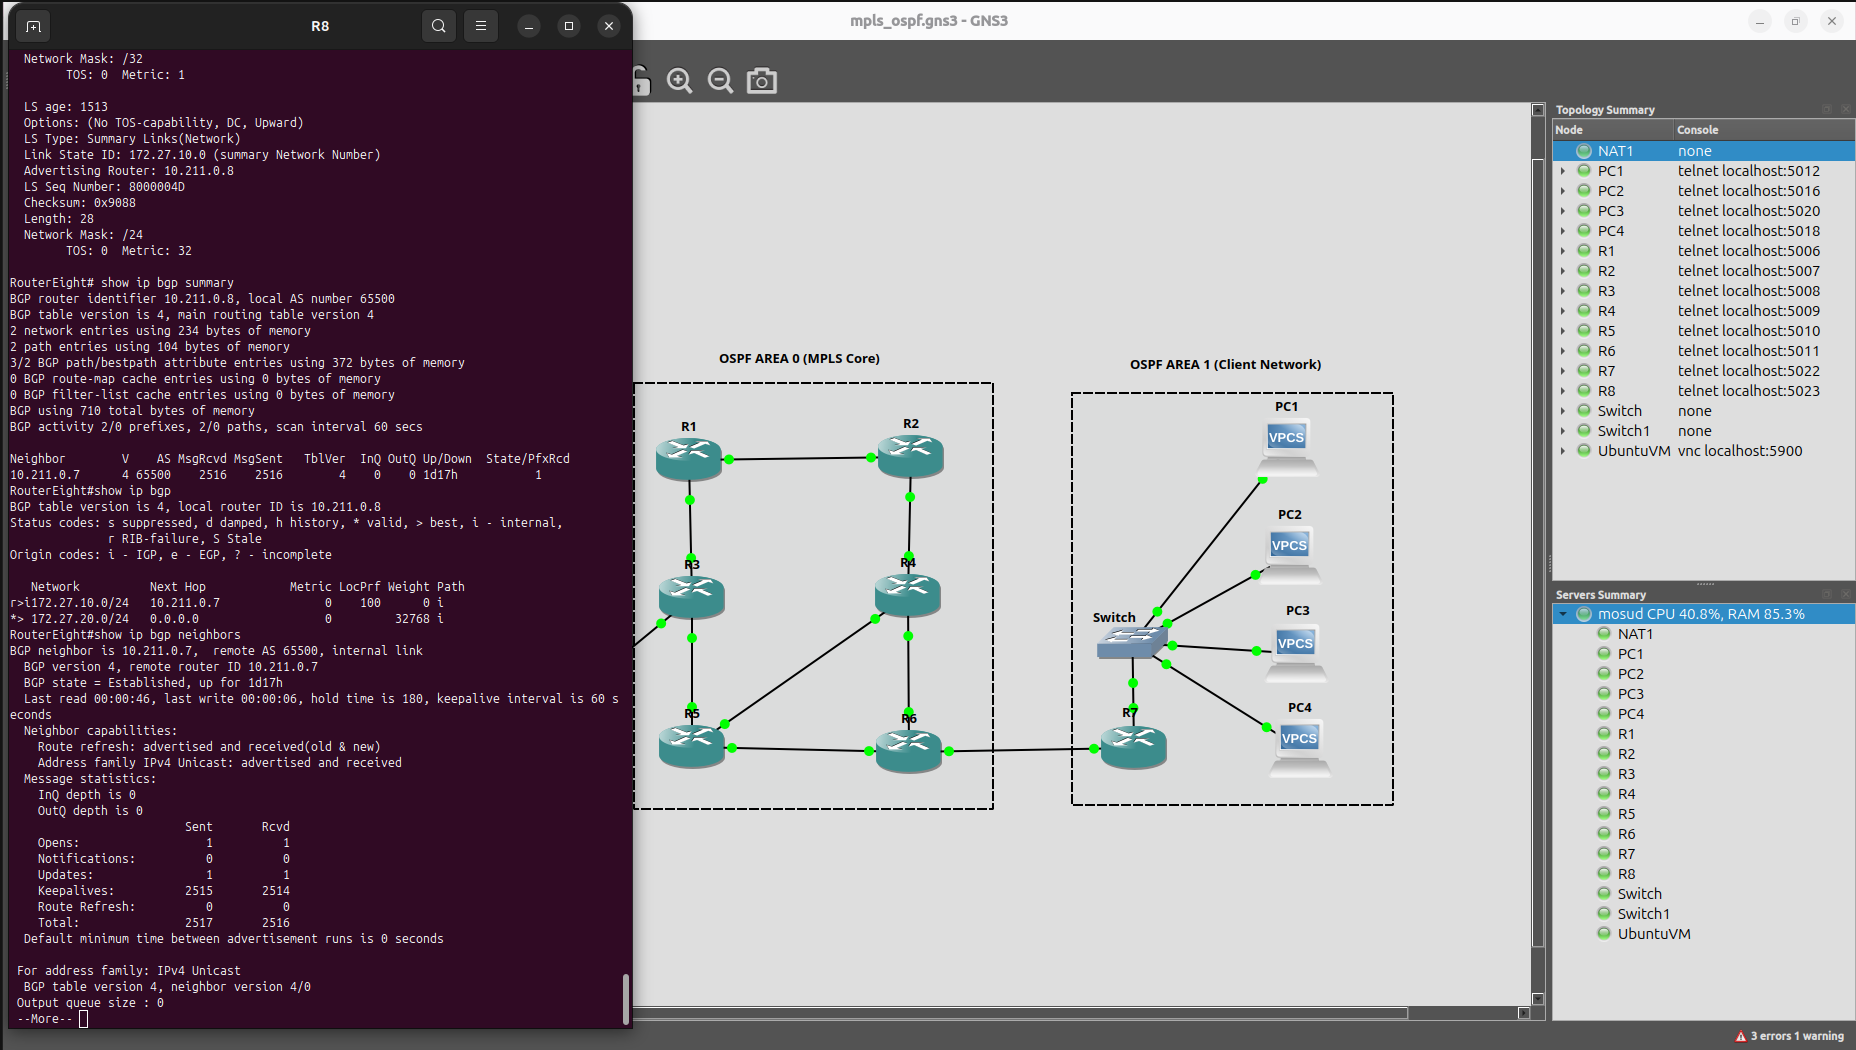 R8
Network Mask: /32
TOS: 0  Metric: 1
LS age: 1513
Options: (No TOS-capability, DC, Upward)
LS Type: Summary Links(Network)
Link State ID: 172.27.10.0 (summary Network Number)
Advertising Router: 10.211.0.8
LS Seq Number: 8000004D
Checksum: 0x9088
Length: 28
Network Mask: /24
TOS: 0  Metric: 32
RouterEight# show ip bgp summary
BGP router identifier 10.211.0.8, local AS number 65500
BGP table version is 4, main routing table version 4
2 network entries using 234 bytes of memory
2 path entries using 104 bytes of memory
3/2 BGP path/bestpath attribute entries using 372 bytes of memory
0 BGP route-map cache entries using 0 bytes of memory
0 BGP filter-list cache entries using 0 bytes of memory
BGP using 710 total bytes of memory
BGP activity 2/0 prefixes, 2/0 paths, scan interval 60 secs
Neighbor        V    AS MsgRcvd MsgSent   TblVer  InQ OutQ Up/Down  State/PfxRcd
10.211.0.7      4 65500    2516    2516        4    0    0 1d17h           1
RouterEight#show ip bgp
BGP table version is 4, local router ID is 10.211.0.8
Status codes: s suppressed, d damped, h history, * valid, > best, i - internal,
r RIB-failure, S Stale
Origin codes: i - IGP, e - EGP, ? - incomplete
Network          Next Hop            Metric LocPrf Weight Path
r>i172.27.10.0/24   10.211.0.7               0    100      0 i
*> 172.27.20.0/24   0.0.0.0                  0         32768 i
RouterEight#show ip bgp neighbors
BGP neighbor is 10.211.0.7,  remote AS 65500, internal link
BGP version 4, remote router ID 10.211.0.7
BGP state = Established, up for 1d17h
Last read 00:00:46, last write 00:00:06, hold time is 180, keepalive interval is 60 s
econds
Neighbor capabilities:
Route refresh: advertised and received(old & new)
Address family IPv4 Unicast: advertised and received
Message statistics:
InQ depth is 0
OutQ depth is 0
Sent       Rcvd
Opens:                  1          1
Notifications:          0          0
Updates:                1          1
Keepalives:          2515       2514
Route Refresh:          0          0
Total:               2517       2516
Default minimum time between advertisement runs is 0 seconds
For address family: IPv4 Unicast
BGP table version 4, neighbor version 4/0
Output queue size : 0
--More--
mpls_ospf.gns3 - GNS3
OSPF AREA 0 (MPLS Core)
R1
R2
R3
R4
R5
R6
OSPF AREA 1 (Client Network)
PC1
VPCS
PC2
VPCS
PC3
VPCS
PC4
VPCS
Switch
R7
Topology Summary
Node Console
NAT1 none
PC1 telnet localhost:5012
PC2 telnet localhost:5016
PC3 telnet localhost:5020
PC4 telnet localhost:5018
R1 telnet localhost:5006
R2 telnet localhost:5007
R3 telnet localhost:5008
R4 telnet localhost:5009
R5 telnet localhost:5010
R6 telnet localhost:5011
R7 telnet localhost:5022
R8 telnet localhost:5023
Switch none
Switch1 none
UbuntuVM vnc localhost:5900
Servers Summary
mosud CPU 40.8%, RAM 85.3%
NAT1
PC1
PC2
PC3
PC4
R1
R2
R3
R4
R5
R6
R7
R8
Switch
Switch1
UbuntuVM
3 errors 1 warning